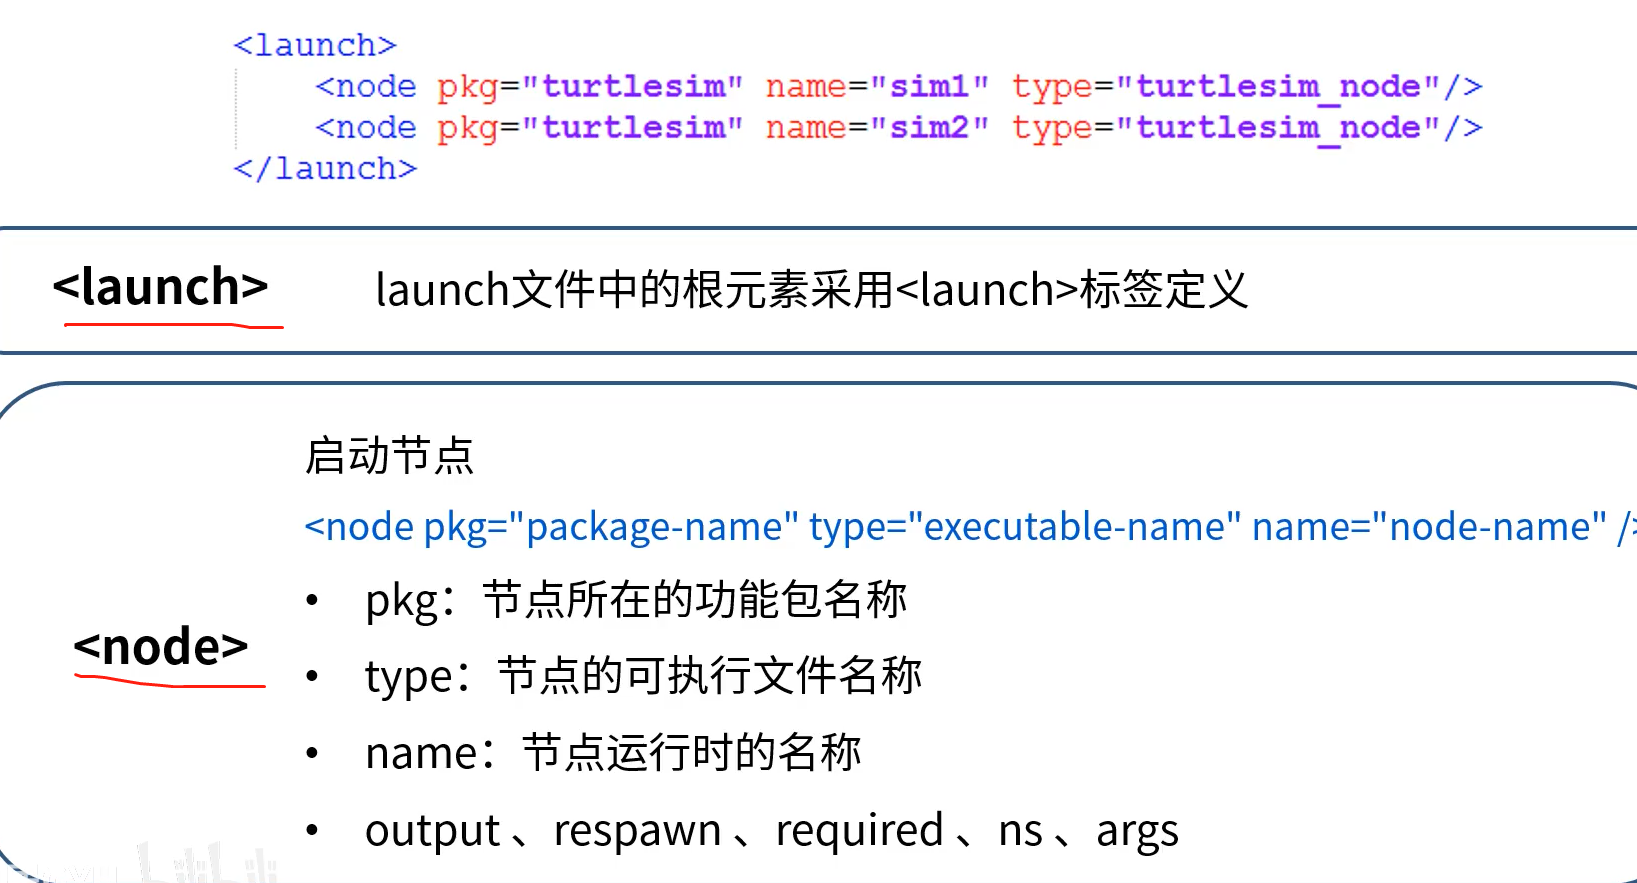 <launch>
<node pkg="turtlesim" name="sim1" type="turtlesim_node"/>
<node pkg="turtlesim" name="sim2" type="turtlesim_node"/>
</launch>
<launch> launch文件中的根元素采用<launch>标签定义
启动节点
<node pkg="package-name" type="executable-name" name="node-name" />
• pkg：节点所在的功能包名称
<node>
• type：节点的可执行文件名称
• name：节点运行时的名称
• output 、respawn 、required 、ns 、args